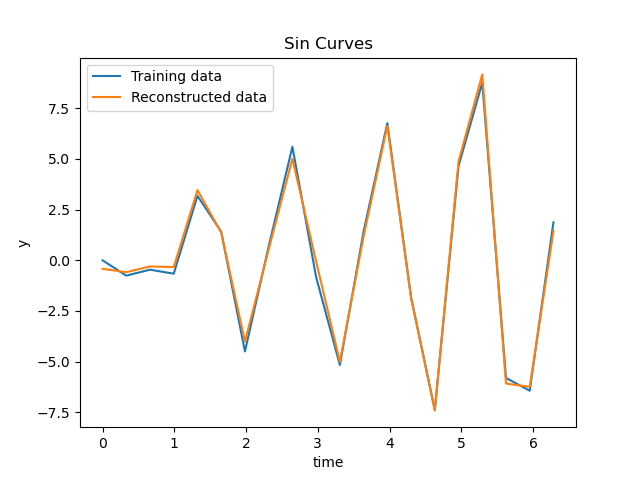 Sin Curves
Training data
Reconstructed data
7.5
5.0
2.5
0.0
−2.5
−5.0
−7.5
y
0 1 2 3 4 5 6
time